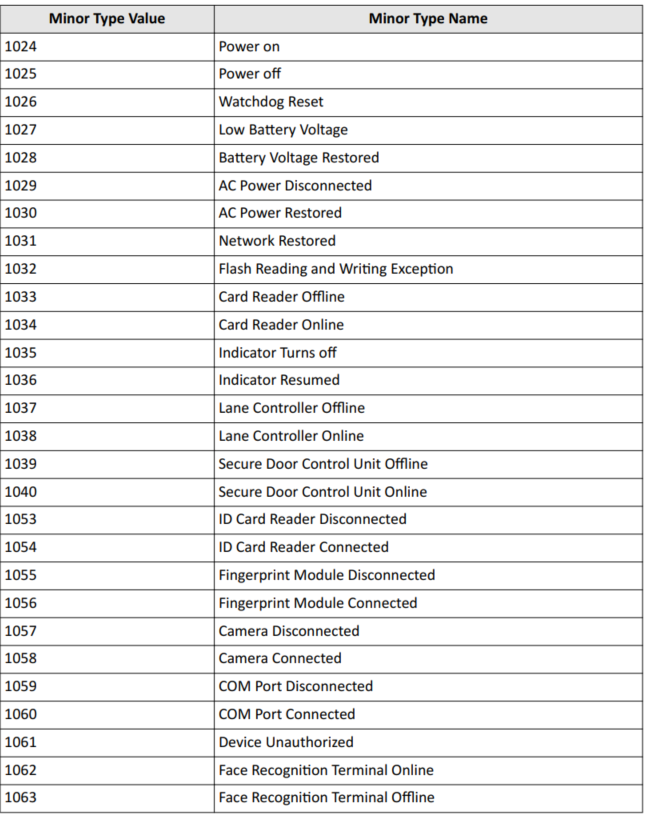 Minor Type Value Minor Type Name
1024 Power on
1025 Power off
1026 Watchdog Reset
1027 Low Battery Voltage
1028 Battery Voltage Restored
1029 AC Power Disconnected
1030 AC Power Restored
1031 Network Restored
1032 Flash Reading and Writing Exception
1033 Card Reader Offline
1034 Card Reader Online
1035 Indicator Turns off
1036 Indicator Resumed
1037 Lane Controller Offline
1038 Lane Controller Online
1039 Secure Door Control Unit Offline
1040 Secure Door Control Unit Online
1053 ID Card Reader Disconnected
1054 ID Card Reader Connected
1055 Fingerprint Module Disconnected
1056 Fingerprint Module Connected
1057 Camera Disconnected
1058 Camera Connected
1059 COM Port Disconnected
1060 COM Port Connected
1061 Device Unauthorized
1062 Face Recognition Terminal Online
1063 Face Recognition Terminal Offline